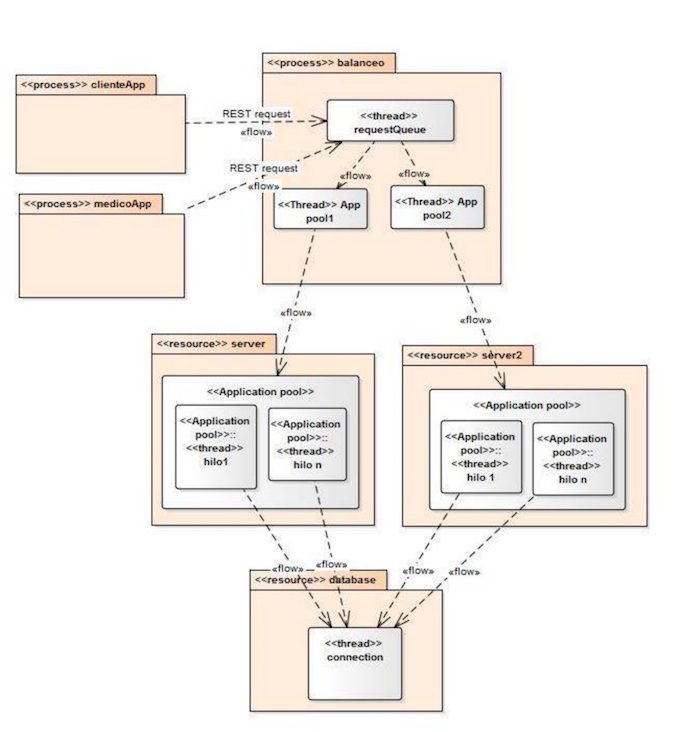 <<process>> balanceo
<<process>> clienteApp
REST request
«flow»
<<thread>>
requestQueue
REST request
«flow»
«flow»
«flow»
<<process>> medicoApp
<<Thread>> App
pool1
<<Thread>> App
pool2
«flow»
«flow»
<<resource>> server
<<resource>> server2
<<Application pool>>
<<Application
pool>>::
<<thread>>
hilo1
<<Application
pool>>::
<<thread>>
hilo n
<<Application pool>>
<<Application
pool>>::
<<thread>>
hilo 1
<<Application
pool>>::
<<thread>>
hilo n
«flow»
«flow»
«flow»
«flow»
<<resource>> database
<<thread>>
connection